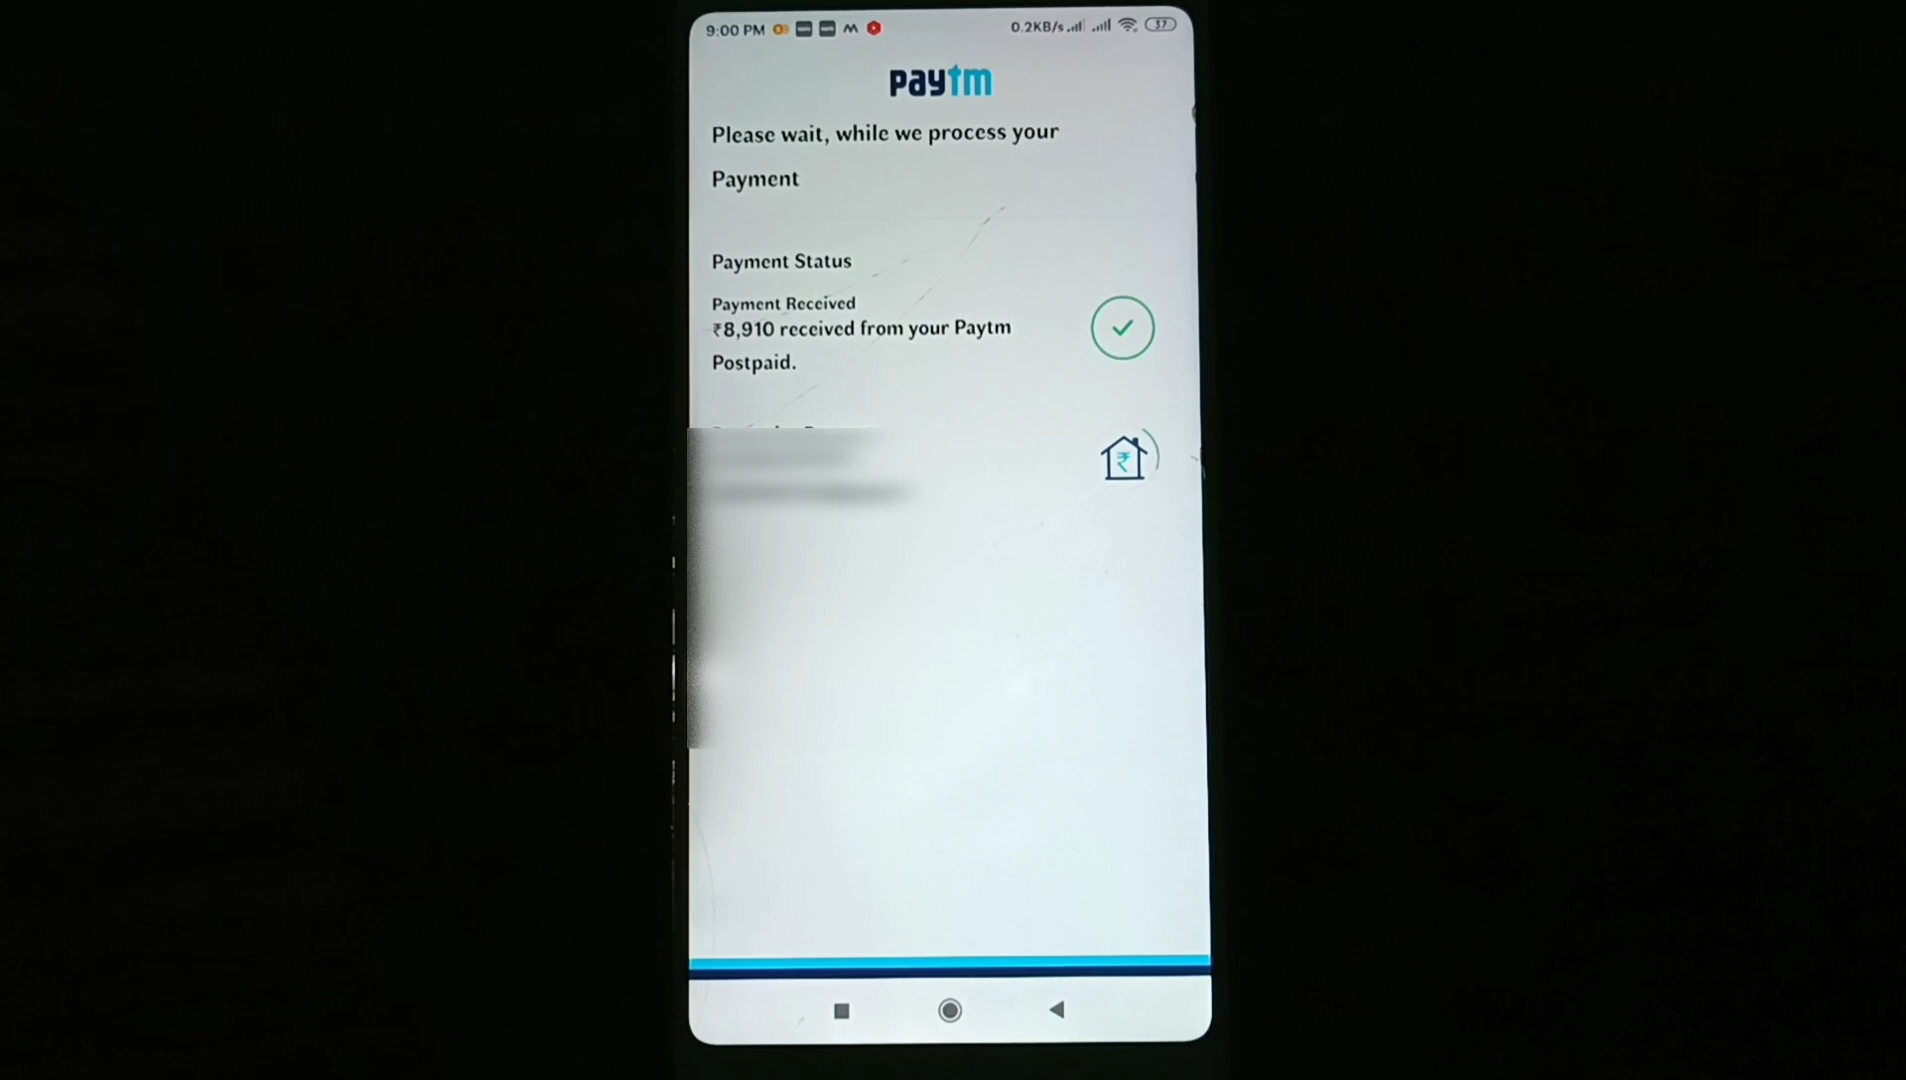 9:00 PM
0.2KB/s
37
paytm
Please wait, while we process your
Payment
Payment Status
Payment Received
₹8,910 received from your Paytm
Postpaid.
₹